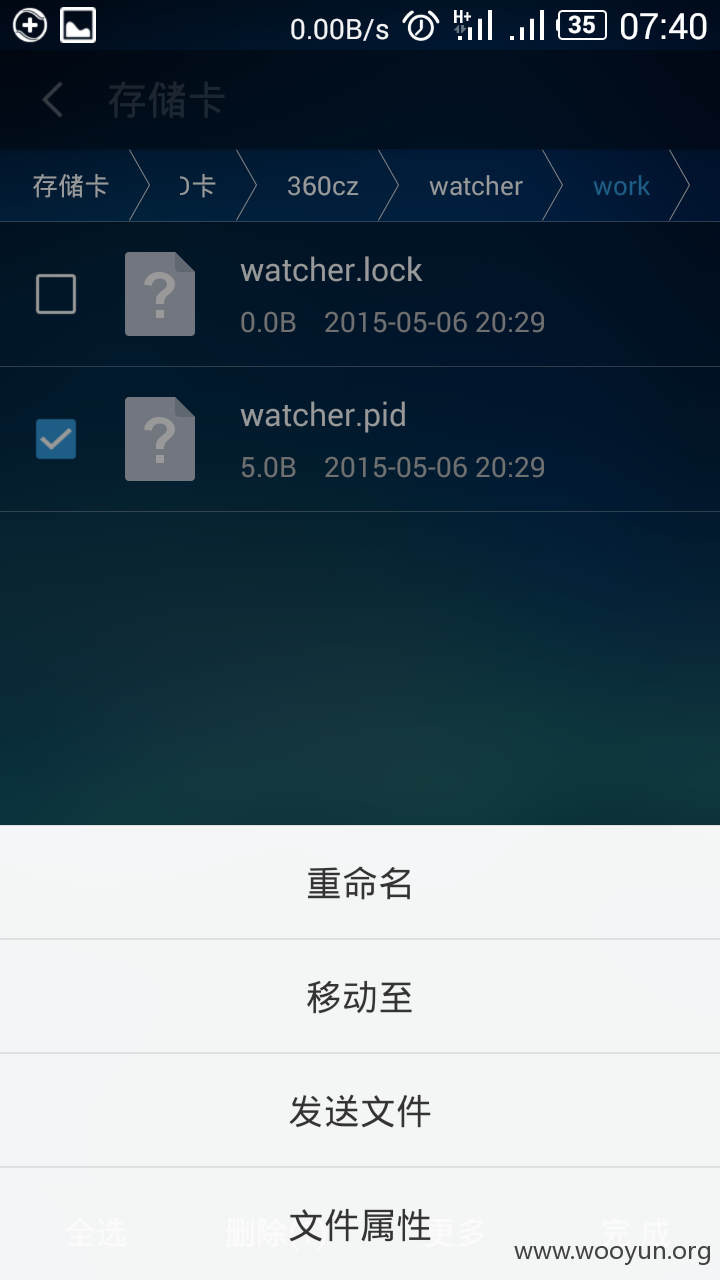 0.00B/s H+ 35 07:40
存储卡
存储卡 D卡 360cz watcher work
watcher.lock
0.0B 2015-05-06 20:29
watcher.pid
5.0B 2015-05-06 20:29
重命名
移动至
发送文件
文件属性
全选 删除 更多 完成
www.wooyun.org